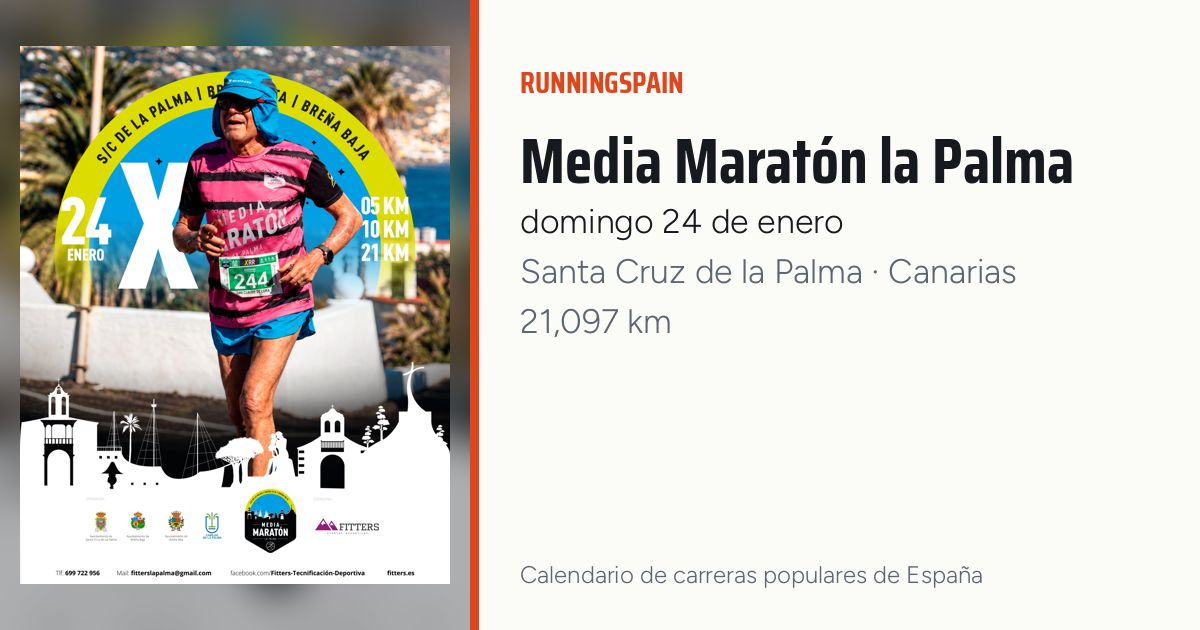 S/C DE LA PALMA | BREÑA ALTA | BREÑA BAJA
24
ENERO
X
05 KM
10 KM
21 KM
MEDIA
MARATÓN
244
MEDIA
MARATÓN
FITTERS
Tlf: 699 722 956 Mail: fitterslapalma@gmail.com facebook.com/Fitters-Tecnificación-Deportiva fitters.es
RUNNINGSPAIN
Media Maratón la Palma
domingo 24 de enero
Santa Cruz de la Palma · Canarias
21,097 km
Calendario de carreras populares de España